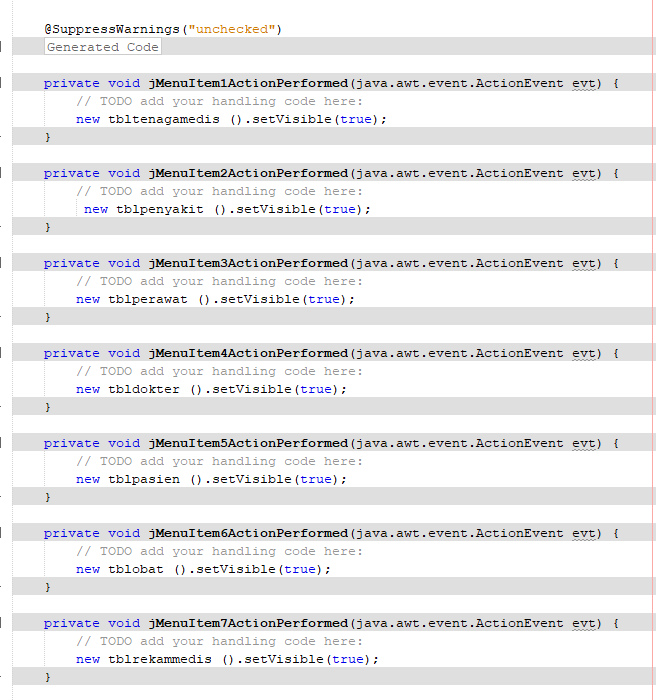 @SuppressWarnings("unchecked")
Generated Code
private void jMenuItem1ActionPerformed(java.awt.event.ActionEvent evt) {
// TODO add your handling code here:
new tbltenagamedis ().setVisible(true);
}
private void jMenuItem2ActionPerformed(java.awt.event.ActionEvent evt) {
// TODO add your handling code here:
new tblpenyakit ().setVisible(true);
}
private void jMenuItem3ActionPerformed(java.awt.event.ActionEvent evt) {
// TODO add your handling code here:
new tblperawat ().setVisible(true);
}
private void jMenuItem4ActionPerformed(java.awt.event.ActionEvent evt) {
// TODO add your handling code here:
new tbldokter ().setVisible(true);
}
private void jMenuItem5ActionPerformed(java.awt.event.ActionEvent evt) {
// TODO add your handling code here:
new tblpasien ().setVisible(true);
}
private void jMenuItem6ActionPerformed(java.awt.event.ActionEvent evt) {
// TODO add your handling code here:
new tblobat ().setVisible(true);
}
private void jMenuItem7ActionPerformed(java.awt.event.ActionEvent evt) {
// TODO add your handling code here:
new tblrekammedis ().setVisible(true);
}